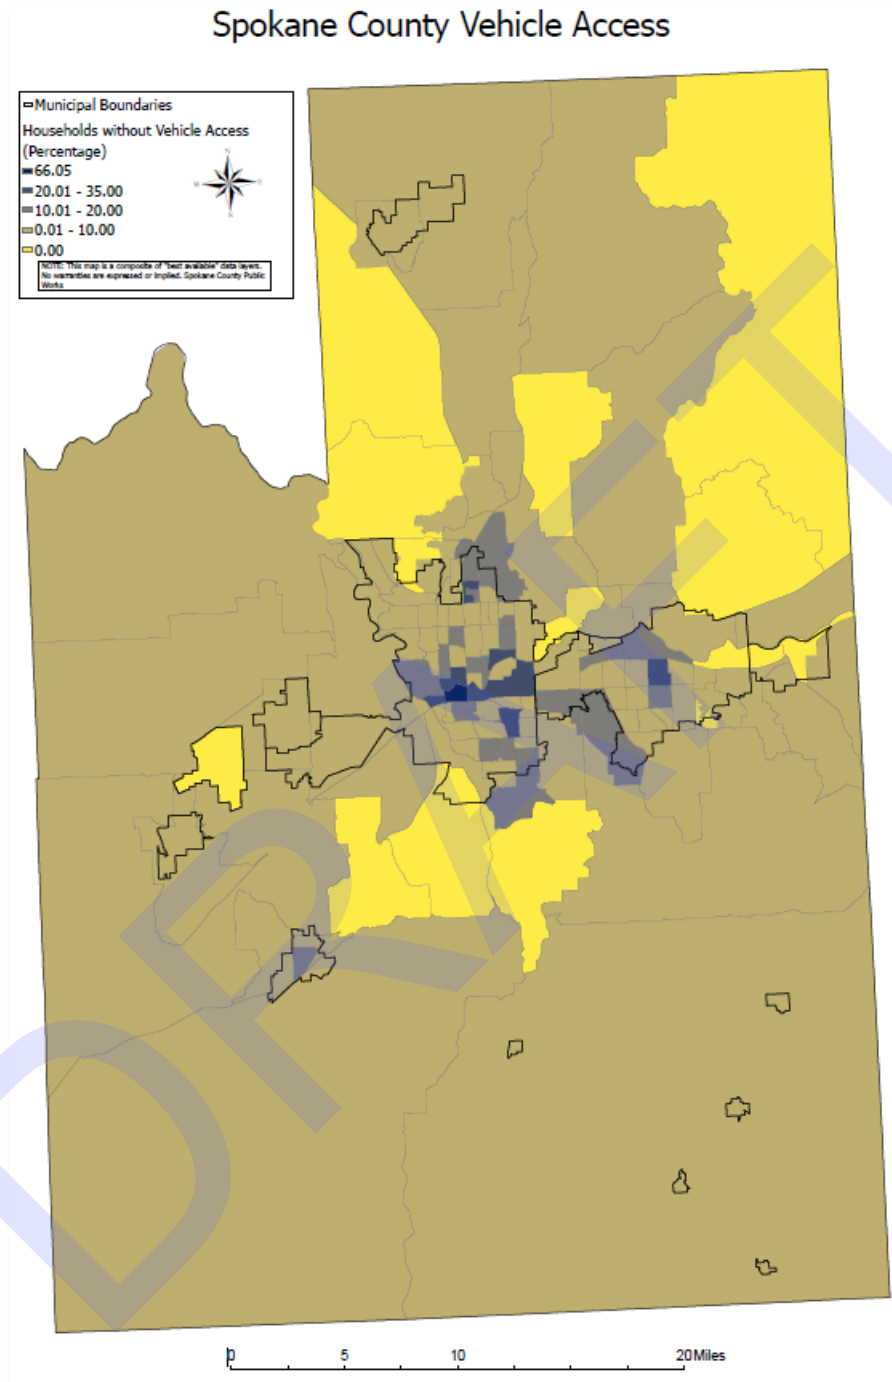 Spokane County Vehicle Access
Municipal Boundaries
Households without Vehicle Access
(Percentage)
66.05
20.01 - 35.00
10.01 - 20.00
0.01 - 10.00
0.00
N
W
S
NOTE: This map is a composite of "best available" data layers.
No warranties are expressed or implied. Spokane County Public
Works
DRAFT
0 5 10 20 Miles